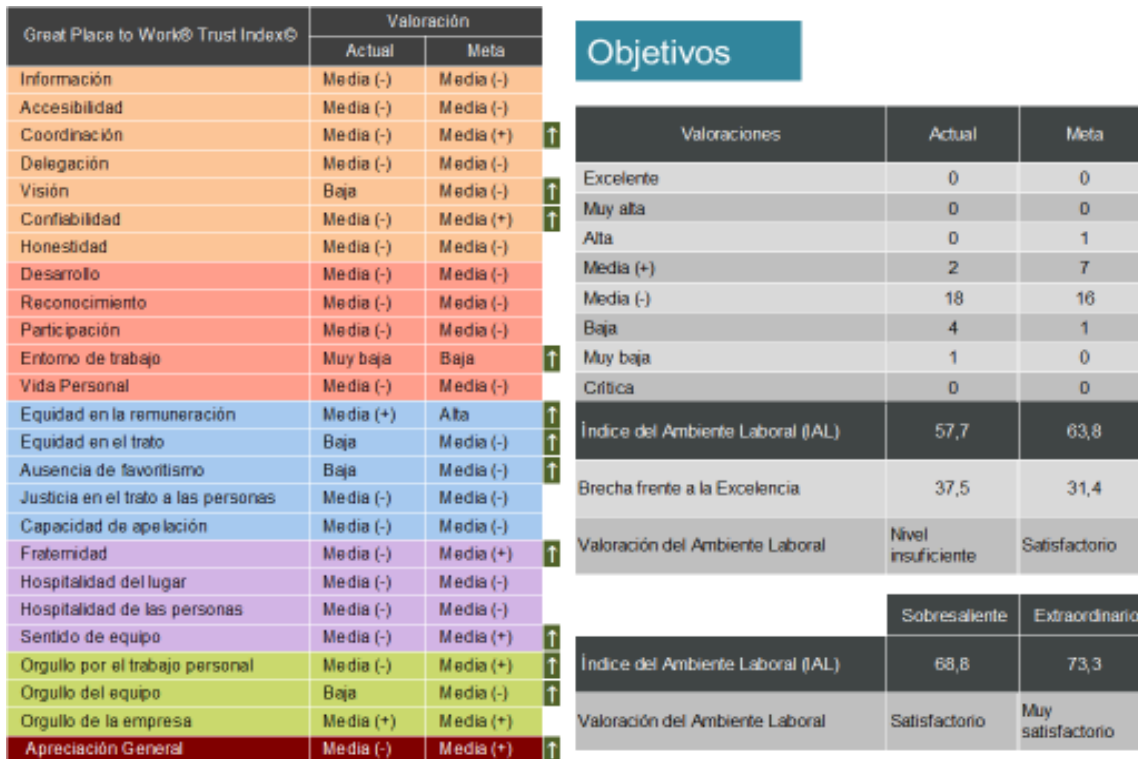 Great Place to Work® Trust Index©
Valoración
Actual Meta
Información Media (-) Media (-)
Accesibilidad Media (-) Media (-)
Coordinación Media (-) Media (+) ↑
Delegación Media (-) Media (-)
Visión Baja Media (-) ↑
Confiabilidad Media (-) Media (+) ↑
Honestidad Media (-) Media (-)
Desarrollo Media (-) Media (-)
Reconocimiento Media (-) Media (-)
Participación Media (-) Media (-)
Entorno de trabajo Muy baja Baja ↑
Vida Personal Media (-) Media (-)
Equidad en la remuneración Media (+) Alta ↑
Equidad en el trato Baja Media (-) ↑
Ausencia de favoritismo Baja Media (-) ↑
Justicia en el trato a las personas Media (-) Media (-)
Capacidad de apelación Media (-) Media (-)
Fraternidad Media (-) Media (+) ↑
Hospitalidad del lugar Media (-) Media (-)
Hospitalidad de las personas Media (-) Media (-)
Sentido de equipo Media (-) Media (+) ↑
Orgullo por el trabajo personal Media (-) Media (+) ↑
Orgullo del equipo Baja Media (-) ↑
Orgullo de la empresa Media (+) Media (+)
Apreciación General Media (-) Media (+) ↑
Objetivos
Valoraciones Actual Meta
Excelente 0 0
Muy alta 0 0
Alta 0 1
Media (+) 2 7
Media (-) 18 16
Baja 4 1
Muy baja 1 0
Crítica 0 0
Índice del Ambiente Laboral (IAL) 57,7 63,8
Brecha frente a la Excelencia 37,5 31,4
Valoración del Ambiente Laboral Nivel insuficiente Satisfactorio
Sobresaliente Extraordinario
Índice del Ambiente Laboral (IAL) 68,8 73,3
Valoración del Ambiente Laboral Satisfactorio Muy satisfactorio